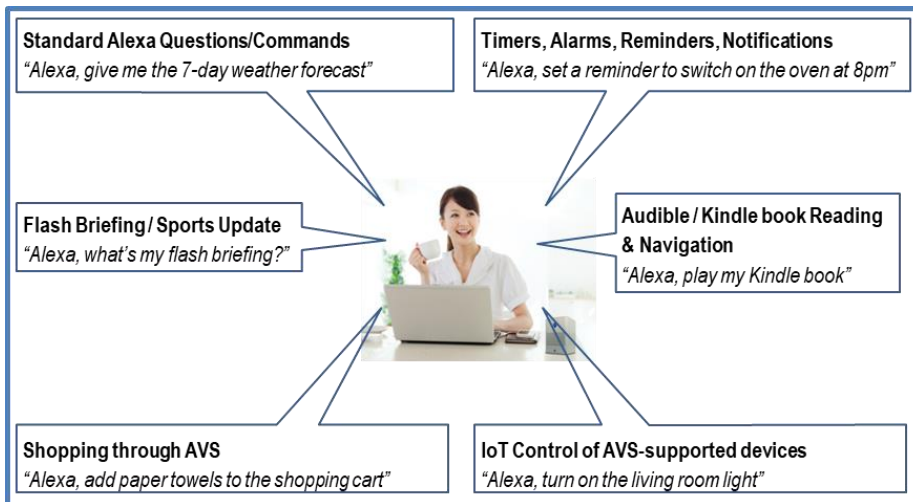 Standard Alexa Questions/Commands
“Alexa, give me the 7-day weather forecast”
Timers, Alarms, Reminders, Notifications
“Alexa, set a reminder to switch on the oven at 8pm”
Flash Briefing / Sports Update
“Alexa, what’s my flash briefing?”
Audible / Kindle book Reading
& Navigation
“Alexa, play my Kindle book”
Shopping through AVS
“Alexa, add paper towels to the shopping cart”
IoT Control of AVS-supported devices
“Alexa, turn on the living room light”